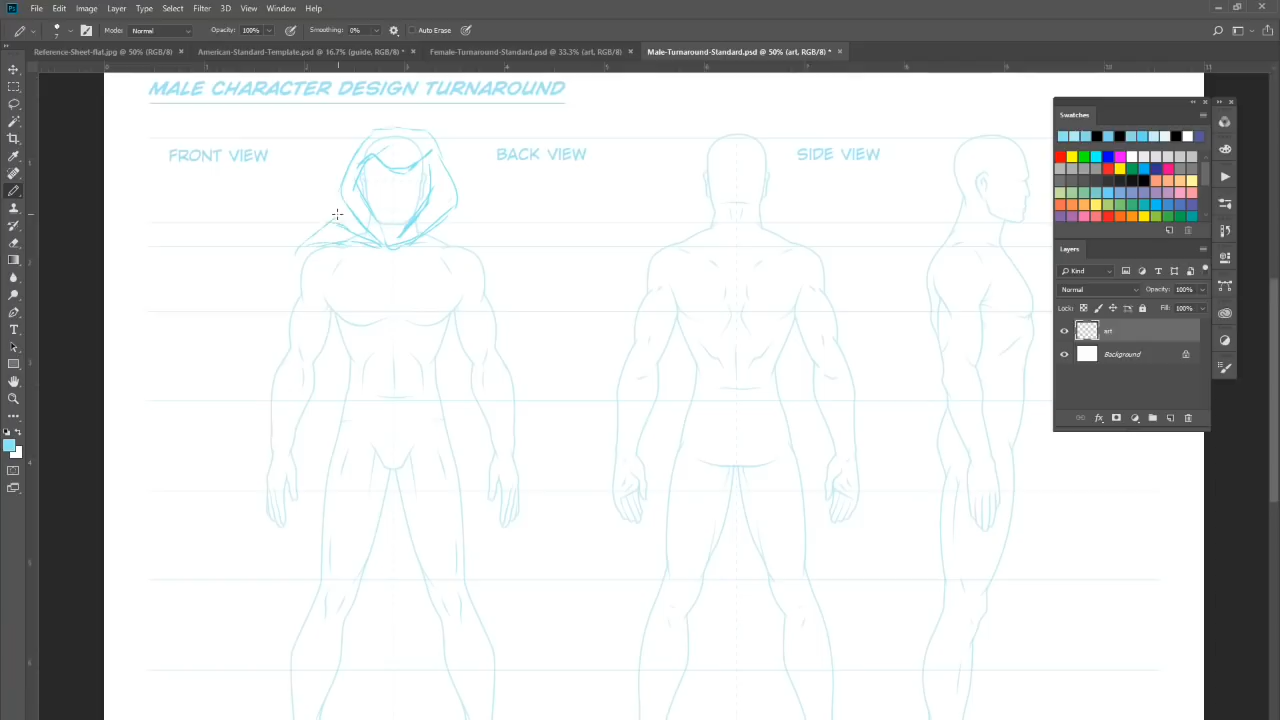 Ps File Edit Image Layer Type Select Filter 3D View Window Help
Mode: Normal Opacity: 100% Smoothing: 0% Auto Erase
Reference-Sheet-flat.jpg @ 50% (RGB/8) × American-Standard-Template.psd @ 16.7% (guide, RGB/8) * × Female-Turnaround-Standard.psd @ 33.3% (art, RGB/8) × Male-Turnaround-Standard.psd @ 50% (art, RGB/8) * ×
MALE CHARACTER DESIGN TURNAROUND
FRONT VIEW BACK VIEW SIDE VIEW
Swatches
Layers
Kind
Normal Opacity: 100%
Lock: Fill: 100%
art
Background
fx